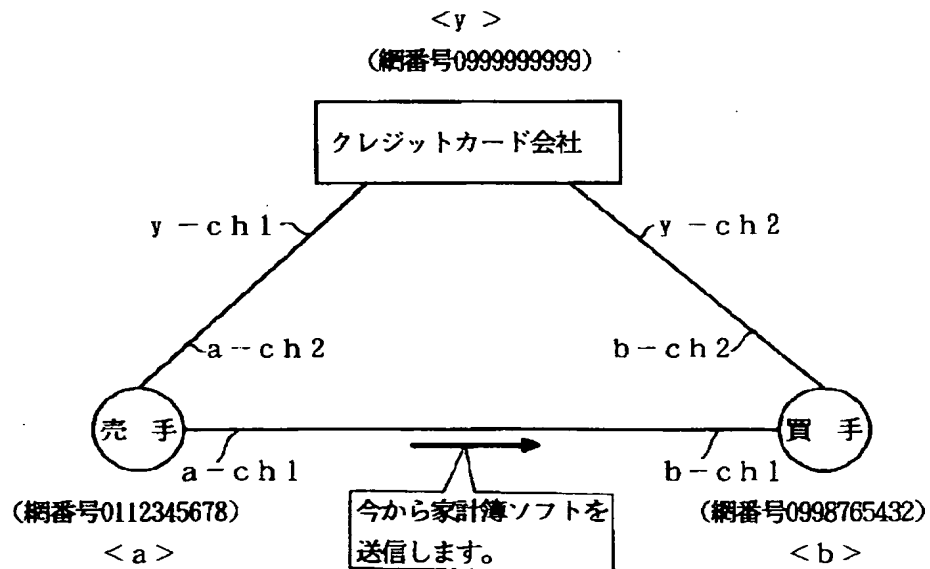 <y>
(網番号0999999999)
クレジットカード会社
y-ch1
y-ch2
a-ch2
b-ch2
売 手
買 手
a-ch1
b-ch1
(網番号0112345678)
今から家計簿ソフトを
送信します。
(網番号0998765432)
<a>
<b>